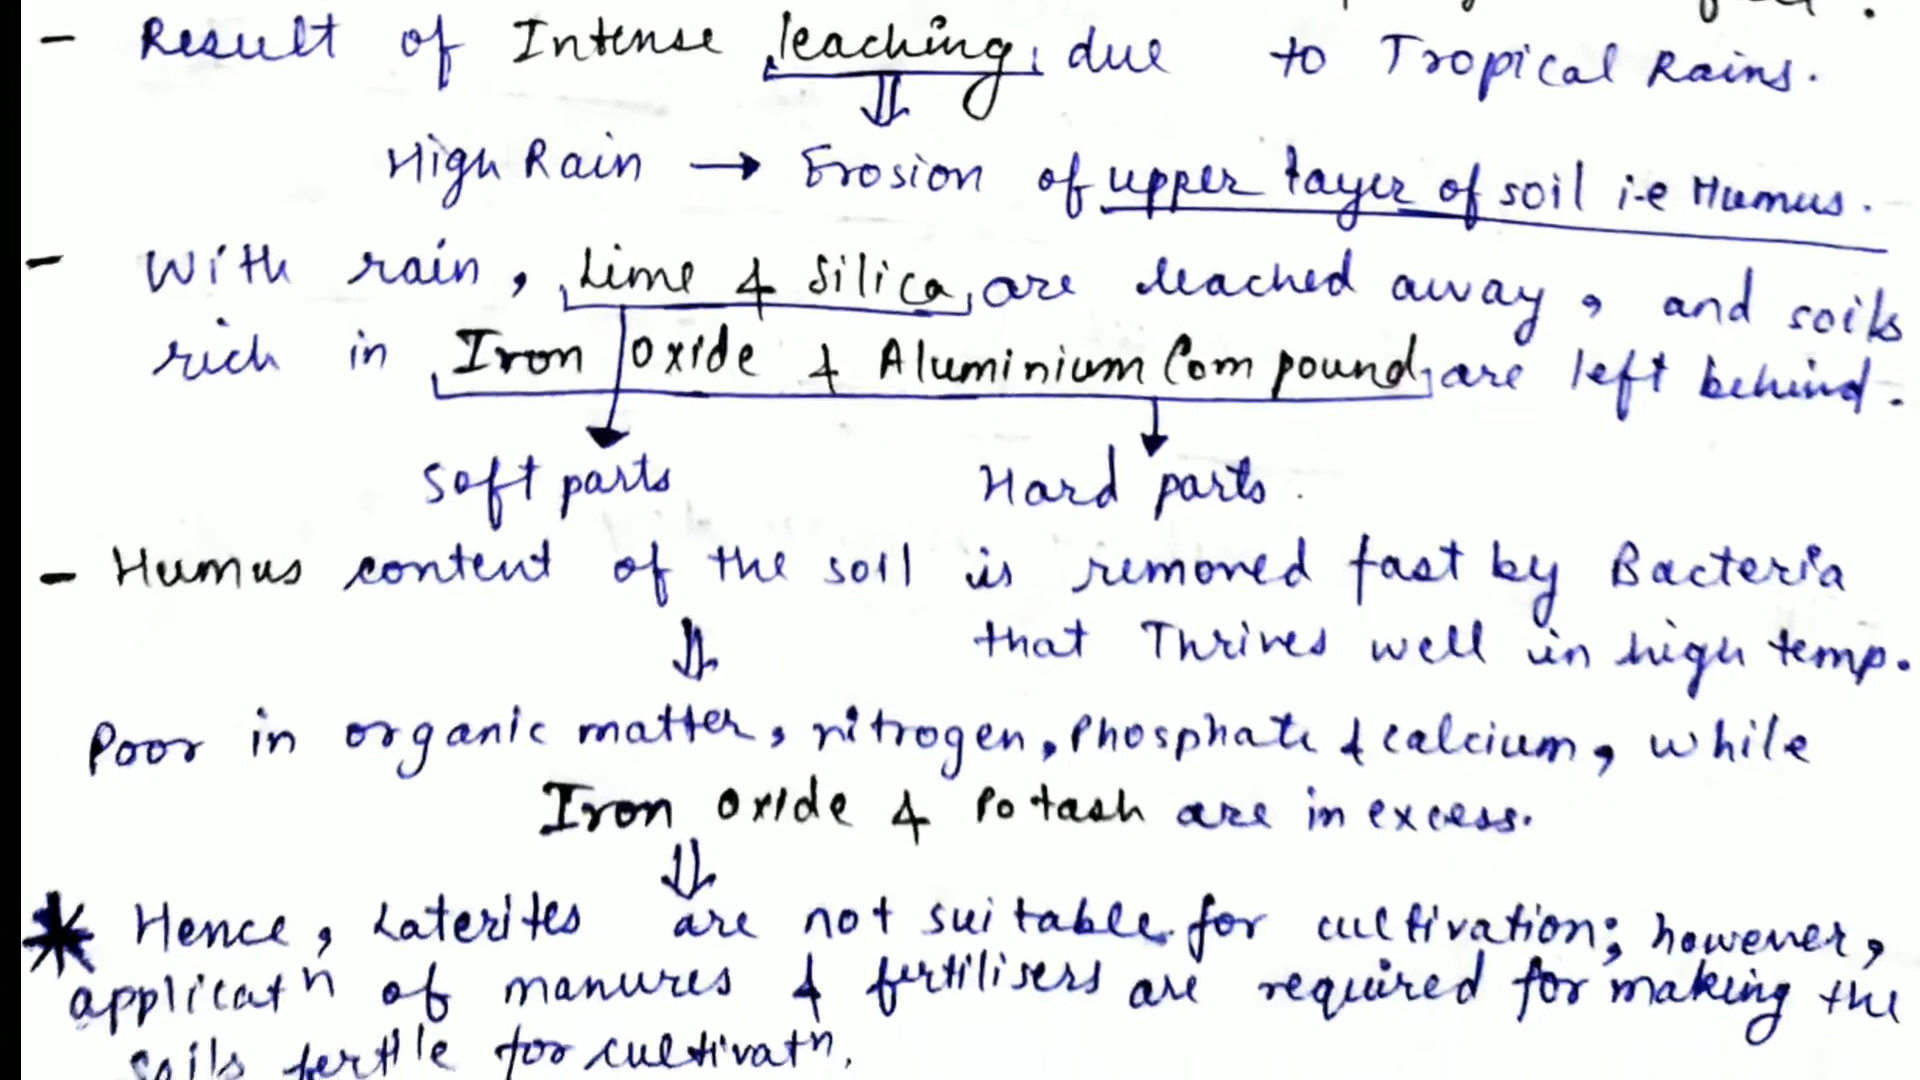 - Result of Intense leaching due to Tropical Rains.
⇓
High Rain → Erosion of upper layer of soil i.e Humus.
- With rain, Lime & Silica are leached away, and soils
rich in Iron Oxide & Aluminium Compound are left behind.
Soft parts Hard parts.
- Humus content of the soil is removed fast by Bacteria
that Thrives well in high temp.
⇓
Poor in organic matter, nitrogen, Phosphate & calcium, while
Iron oxide & Potash are in excess.
⇓
* Hence, Laterites are not suitable for cultivation; however,
applicatn of manures & fertilisers are required for making the
soils fertile for cultivatn.